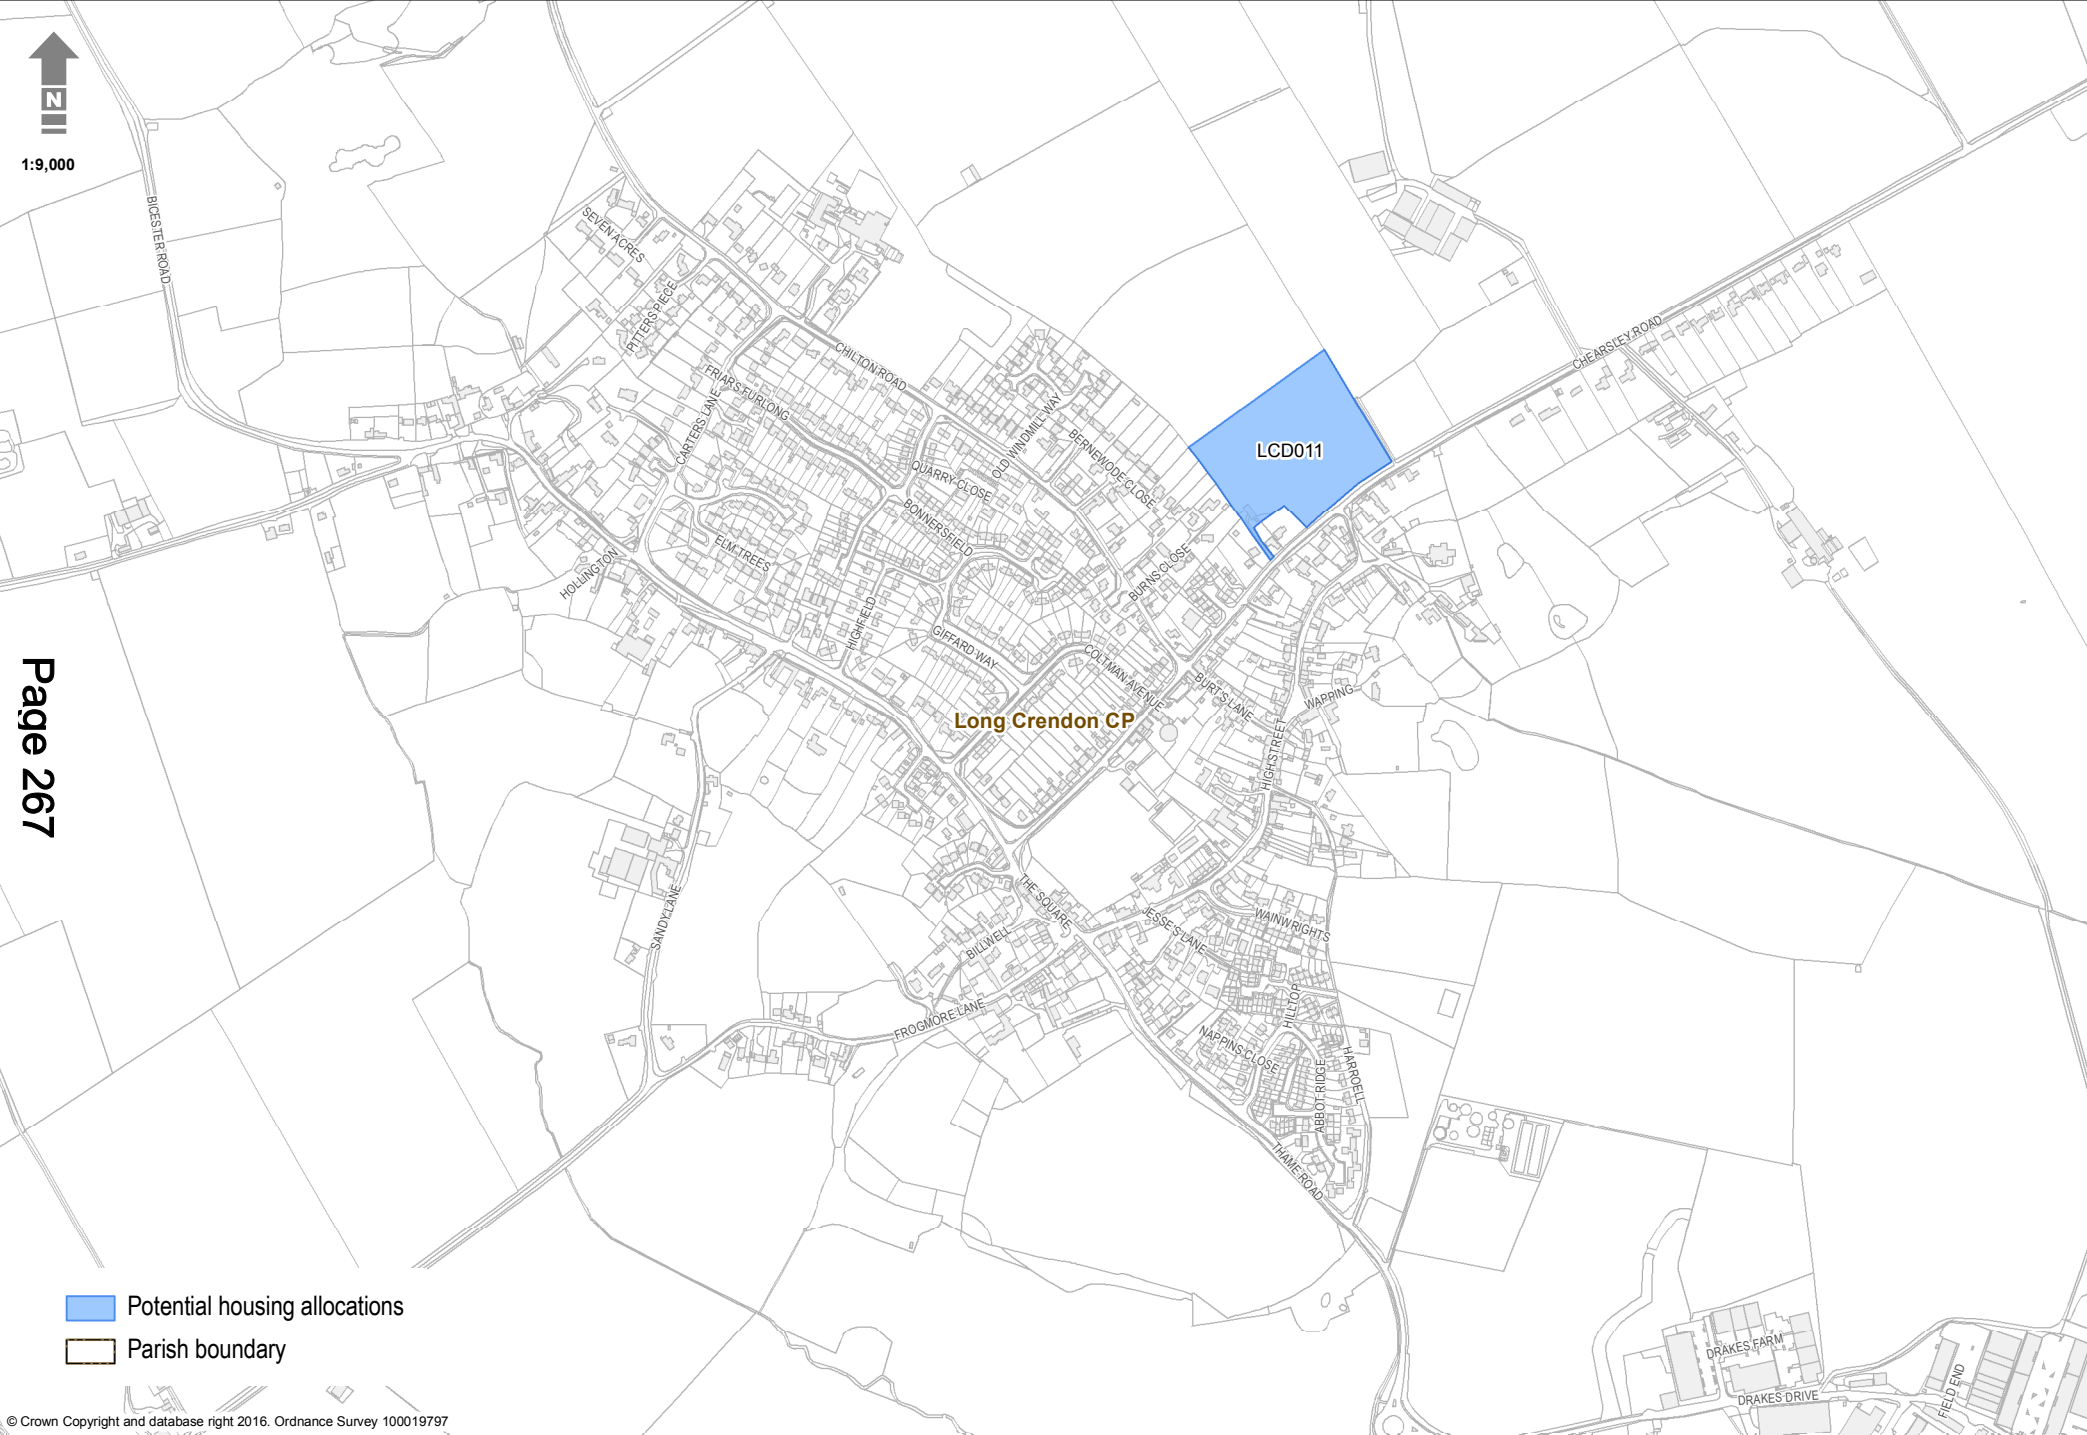 N
1:9,000
BICESTER ROAD
SEVEN ACRES
PITTERS PIECE
CHILTON ROAD
FRIARS FURLONG
CARTERS LANE
OLD WINDMILL WAY
BERNEWODE CLOSE
QUARRY CLOSE
BONNERSFIELD
LCD011
CHEARSLEY ROAD
ELM TREES
HOLLINGTON
BURNS CLOSE
HIGHFIELD
GIFFARD WAY
COLTMAN AVENUE
BURT'S LANE
WAPPING
Long Crendon CP
HIGH STREET
Page 267
SANDY LANE
THE SQUARE
JESSE'S LANE
WAINWRIGHTS
BILLWELL
FROGMORE LANE
HILLTOP
NAPPINS CLOSE
HARROELL
ABBOT RIDGE
THAME ROAD
Potential housing allocations
Parish boundary
DRAKES FARM
DRAKES DRIVE
FIELD END
© Crown Copyright and database right 2016. Ordnance Survey 100019797